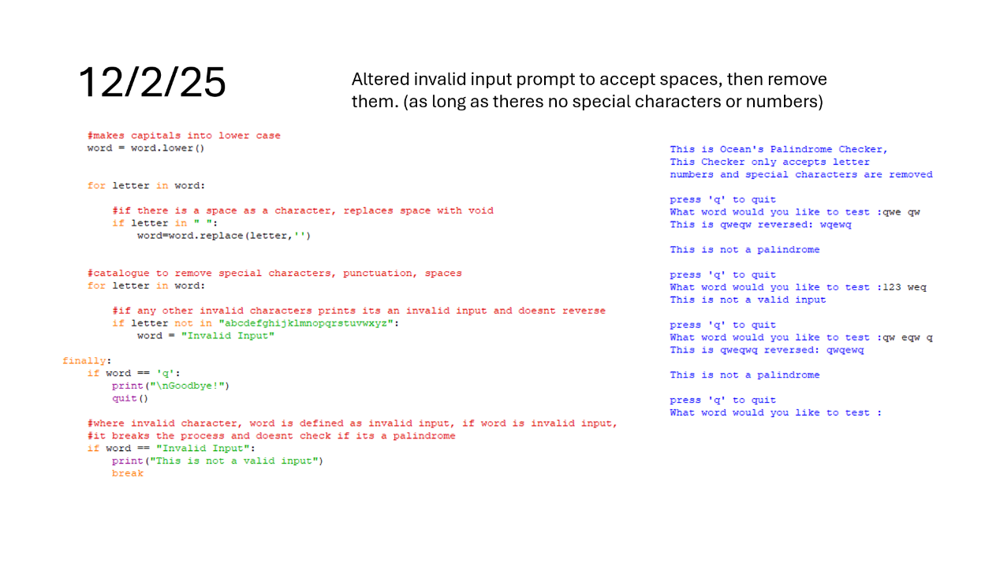 12/2/25
Altered invalid input prompt to accept spaces, then remove
them. (as long as theres no special characters or numbers)
#makes capitals into lower case
word = word.lower()
for letter in word:
#if there is a space as a character, replaces space with void
if letter in " ":
word=word.replace(letter,'')
#catalogue to remove special characters, punctuation, spaces
for letter in word:
#if any other invalid characters prints its an invalid input and doesnt reverse
if letter not in "abcdefghijklmnopqrstuvwxyz":
word = "Invalid Input"
finally:
if word == 'q':
print("\nGoodbye!")
quit()
#where invalid character, word is defined as invalid input, if word is invalid input,
#it breaks the process and doesnt check if its a palindrome
if word == "Invalid Input":
print("This is not a valid input")
break
This is Ocean's Palindrome Checker,
This Checker only accepts letter
numbers and special characters are removed
press 'q' to quit
What word would you like to test :qwe qw
This is qweqw reversed: wqewq
This is not a palindrome
press 'q' to quit
What word would you like to test :123 weq
This is not a valid input
press 'q' to quit
What word would you like to test :qw eqw q
This is qweqwq reversed: qwqewq
This is not a palindrome
press 'q' to quit
What word would you like to test :